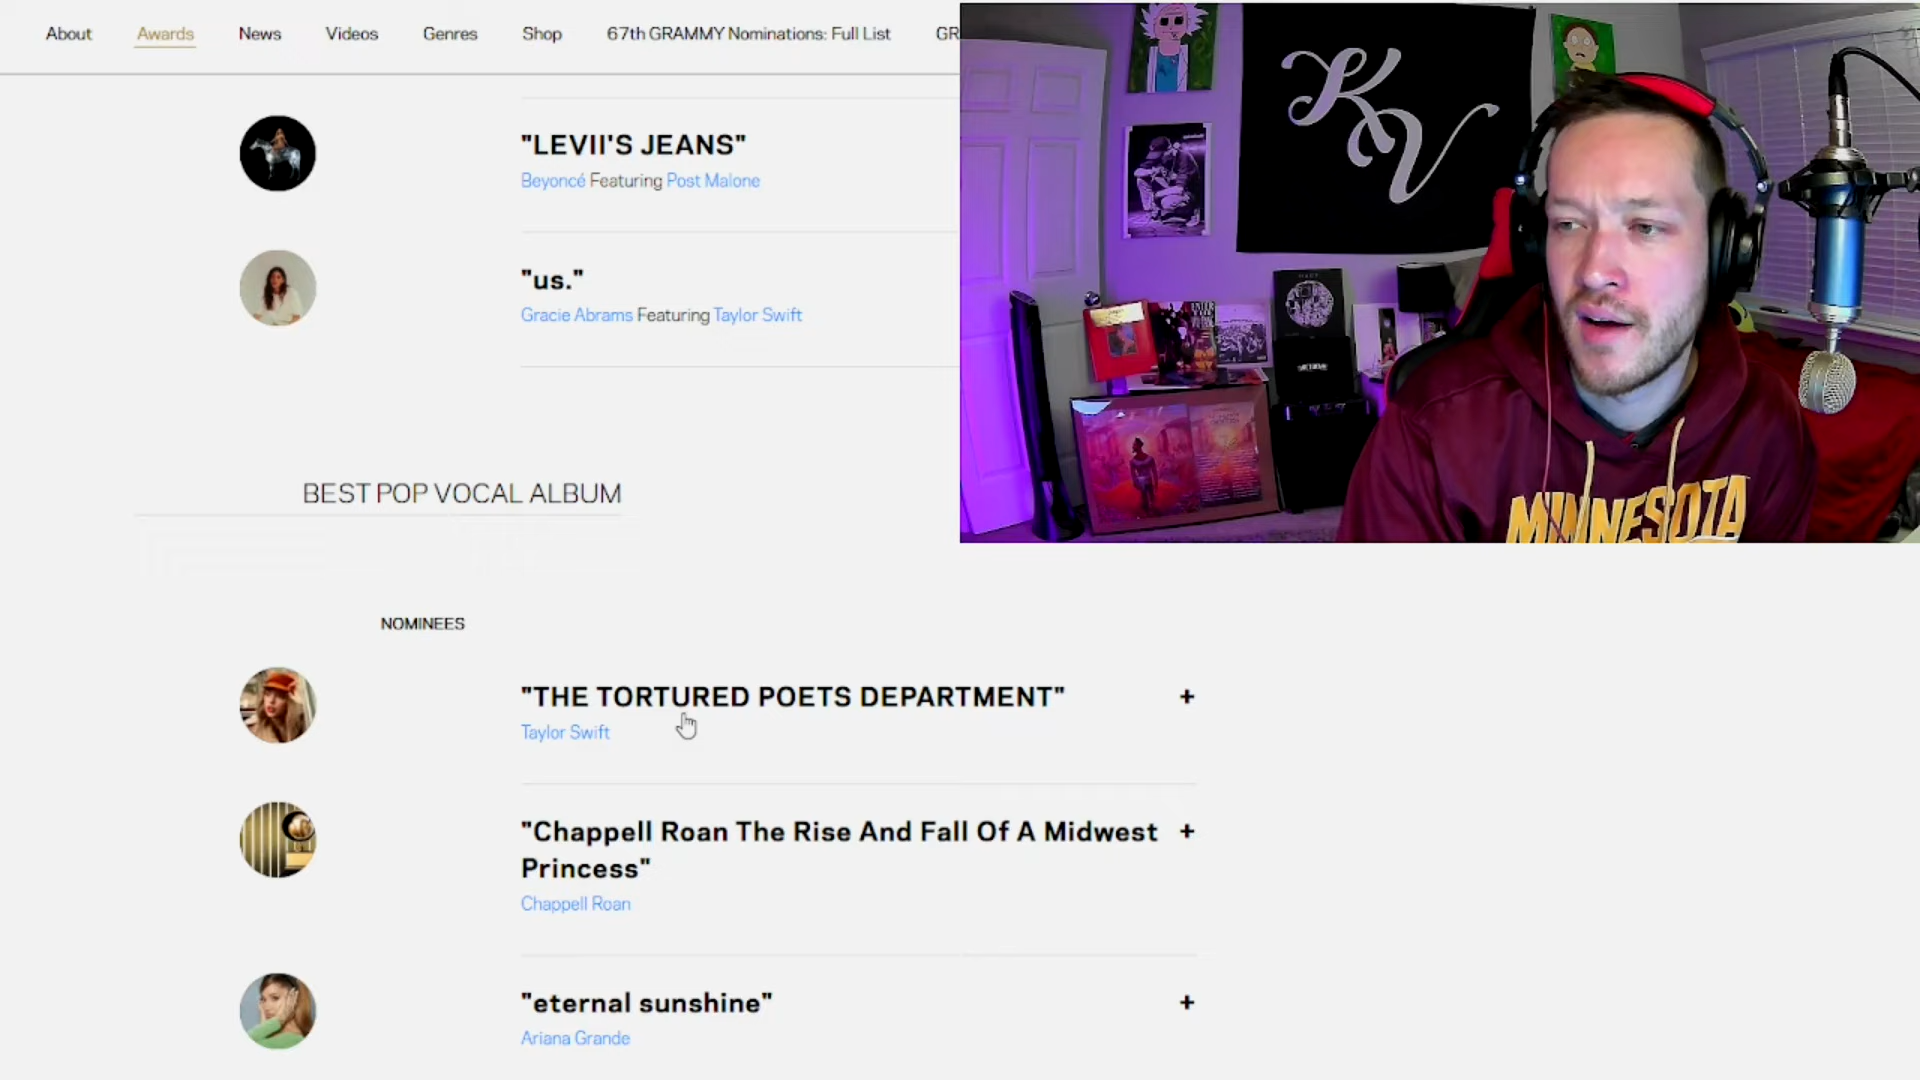 About Awards News Videos Genres Shop 67th GRAMMY Nominations: Full List GR
"LEVII'S JEANS"
Beyoncé Featuring Post Malone
"us."
Gracie Abrams Featuring Taylor Swift
BEST POP VOCAL ALBUM
NOMINEES
"THE TORTURED POETS DEPARTMENT" +
Taylor Swift
"Chappell Roan The Rise And Fall Of A Midwest +
Princess"
Chappell Roan
"eternal sunshine" +
Ariana Grande
KV
MINNESOTA